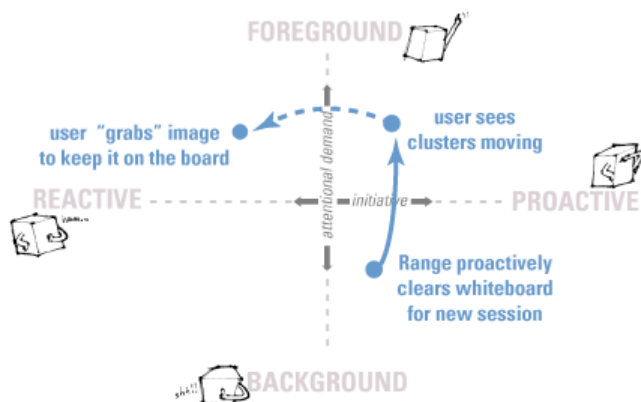 FOREGROUND
!!
user "grabs" image
to keep it on the board
user sees
clusters moving
attentional demand
REACTIVE
initiative
PROACTIVE
Range proactively
clears whiteboard
for new session
shh!!
BACKGROUND